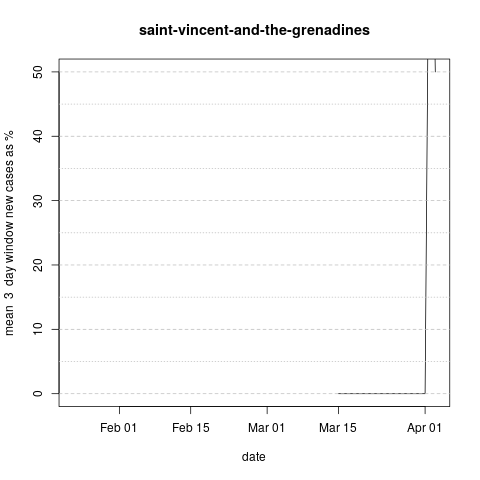 saint-vincent-and-the-grenadines
mean 3 day window new cases as %
50
40
30
20
10
0
Feb 01
Feb 15
Mar 01
Mar 15
Apr 01
date